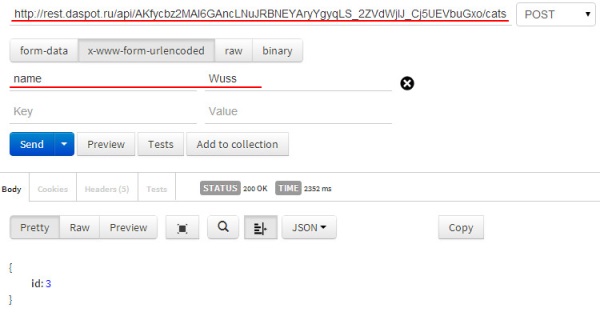 http://rest.daspot.ru/api/AKfycbz2MAl6GAncLNuJRBNEYAryYgyqLS_2ZVdWjlJ_Cj5UEVbuGxo/cats POST
form-data x-www-form-urlencoded raw binary
name Wuss
Key Value
Send Preview Tests Add to collection
Body Cookies Headers (5) Tests STATUS 200 OK TIME 2352 ms
Pretty Raw Preview JSON Copy
{
id: 3
}